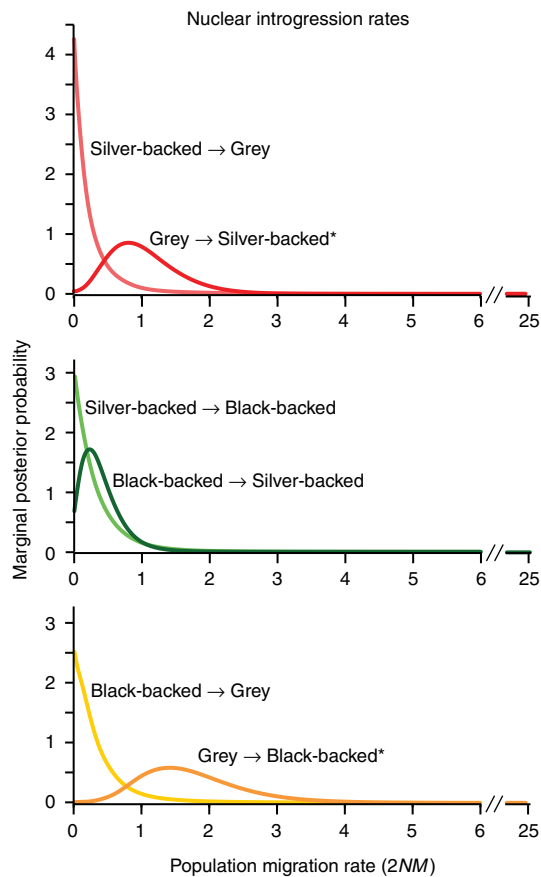 Nuclear introgression rates
4
3
2
1
0
Silver-backed → Grey
Grey → Silver-backed*
0 1 2 3 4 5 6 // 25
Marginal posterior probability
3
2
1
0
Silver-backed → Black-backed
Black-backed → Silver-backed
0 1 2 3 4 5 6 // 25
3
2
1
0
Black-backed → Grey
Grey → Black-backed*
0 1 2 3 4 5 6 // 25
Population migration rate (2NM)